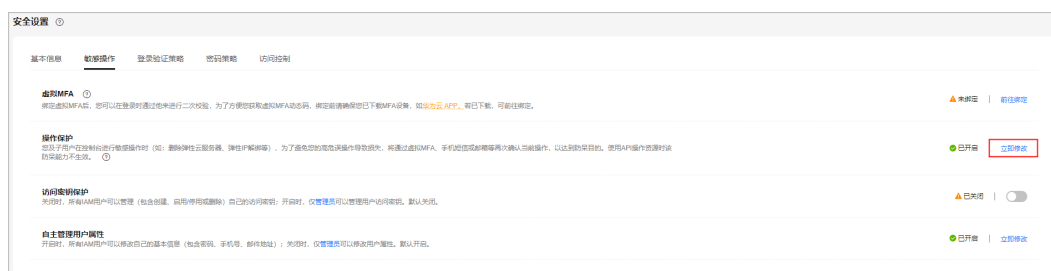 安全设置
基本信息 敏感操作 登录验证策略 密码策略 访问控制
虚拟MFA
绑定虚拟MFA后，您可以在登录时通过他来进行二次校验，为了方便您获取虚拟MFA动态码，绑定前请确保您已下载MFA设备，如华为云 APP，若已下载，可前往绑定。
未绑定 | 前往绑定
操作保护
您及子用户在控制台进行敏感操作时（如：删除弹性云服务器、弹性IP解绑等），为了避免您的高危误操作导致损失，将通过虚拟MFA、手机短信或邮箱等再次确认当前操作，以达到防呆目的。使用API操作资源时该
防呆能力不生效。
已开启 | 立即修改
访问密钥保护
关闭时，所有IAM用户可以管理（包含创建、启用/停用或删除）自己的访问密钥；开启时，仅管理员可以管理用户访问密钥。默认关闭。
已关闭 |
自主管理用户属性
开启时，所有IAM用户可以修改自己的基本信息（包含密码、手机号、邮件地址）；关闭时，仅管理员可以修改用户属性。默认开启。
已开启 | 立即修改